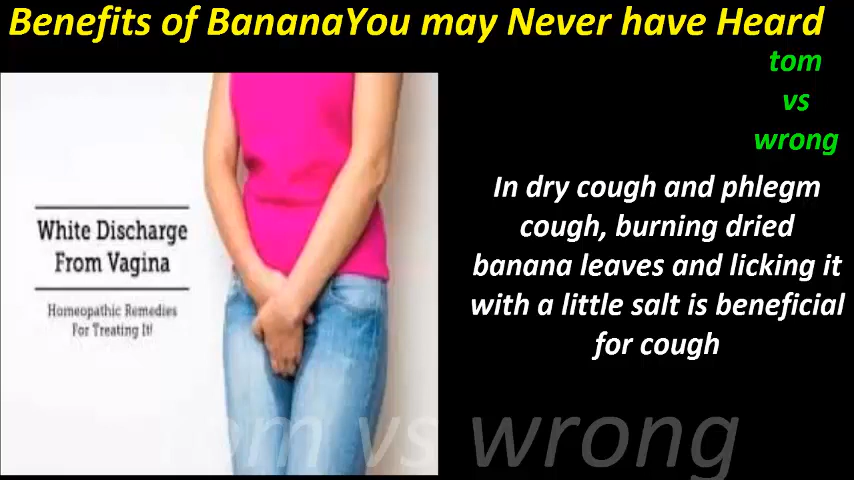 Benefits of BananaYou may Never have Heard
tom
vs
wrong
White Discharge
From Vagina
Homeopathic Remedies
For Treating It!
In dry cough and phlegm
cough, burning dried
banana leaves and licking it
with a little salt is beneficial
for cough
tom vs wrong